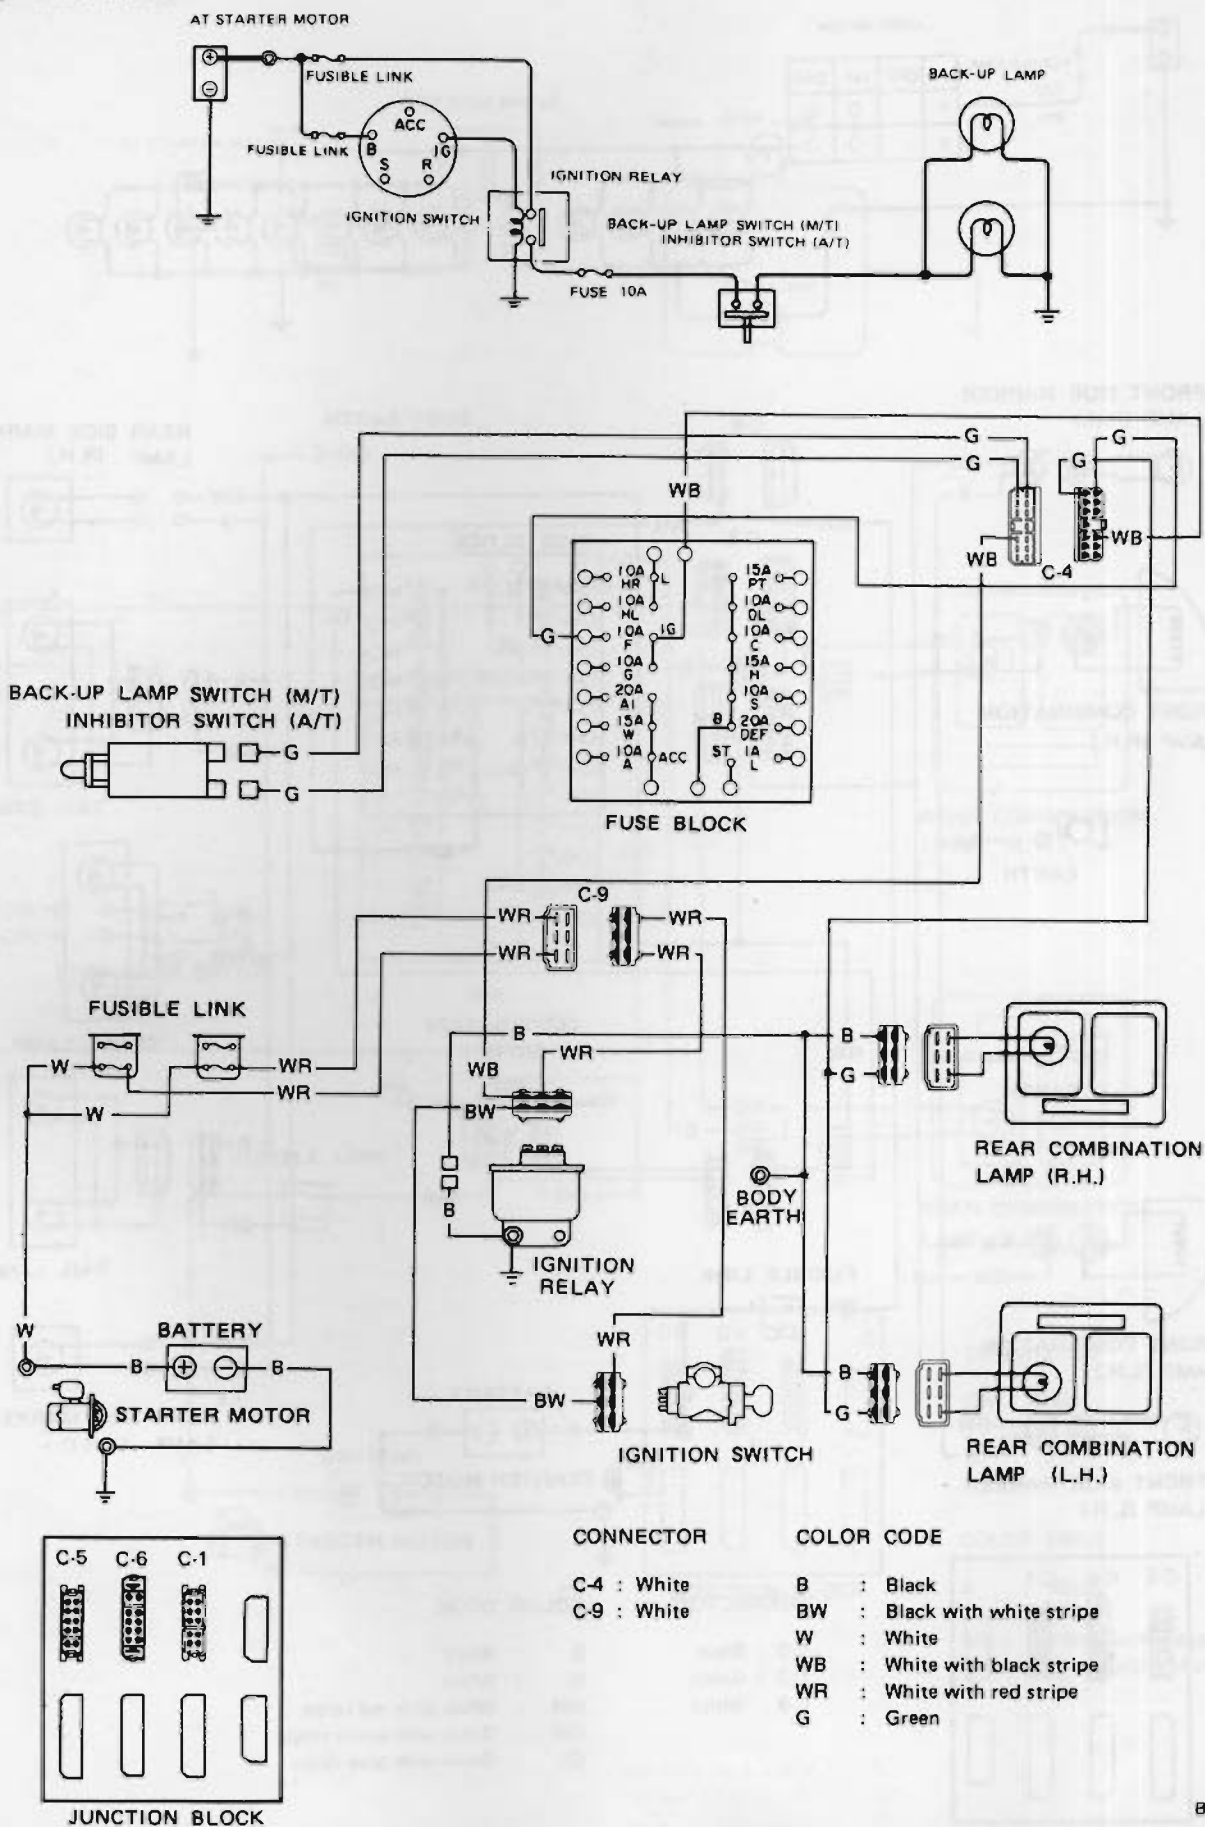 AT STARTER MOTOR
FUSIBLE LINK
BACK-UP LAMP
ACC
FUSIBLE LINK
B
IG
S
R
IGNITION RELAY
IGNITION SWITCH
BACK-UP LAMP SWITCH (M/T)
INHIBITOR SWITCH (A/T)
FUSE 10A
G
G
G
G
WB
WB
WB
C-4
10A
HR
L
15A
PT
10A
HL
10A
DL
G
10A
F
IG
10A
C
10A
G
15A
H
20A
AI
10A
S
15A
W
B
20A
DEF
10A
A
ACC
ST
1A
L
FUSE BLOCK
BACK-UP LAMP SWITCH (M/T)
INHIBITOR SWITCH (A/T)
G
G
C-9
WR
WR
WR
WR
FUSIBLE LINK
W
WR
WR
W
B
WR
WB
BW
B
G
REAR COMBINATION
LAMP (R.H.)
B
BODY
EARTH
IGNITION
RELAY
W
BATTERY
B
B
STARTER MOTOR
WR
BW
IGNITION SWITCH
B
G
REAR COMBINATION
LAMP (L.H.)
C-5 C-6 C-1
JUNCTION BLOCK
CONNECTOR
C-4 : White
C-9 : White
COLOR CODE
B : Black
BW : Black with white stripe
W : White
WB : White with black stripe
WR : White with red stripe
G : Green